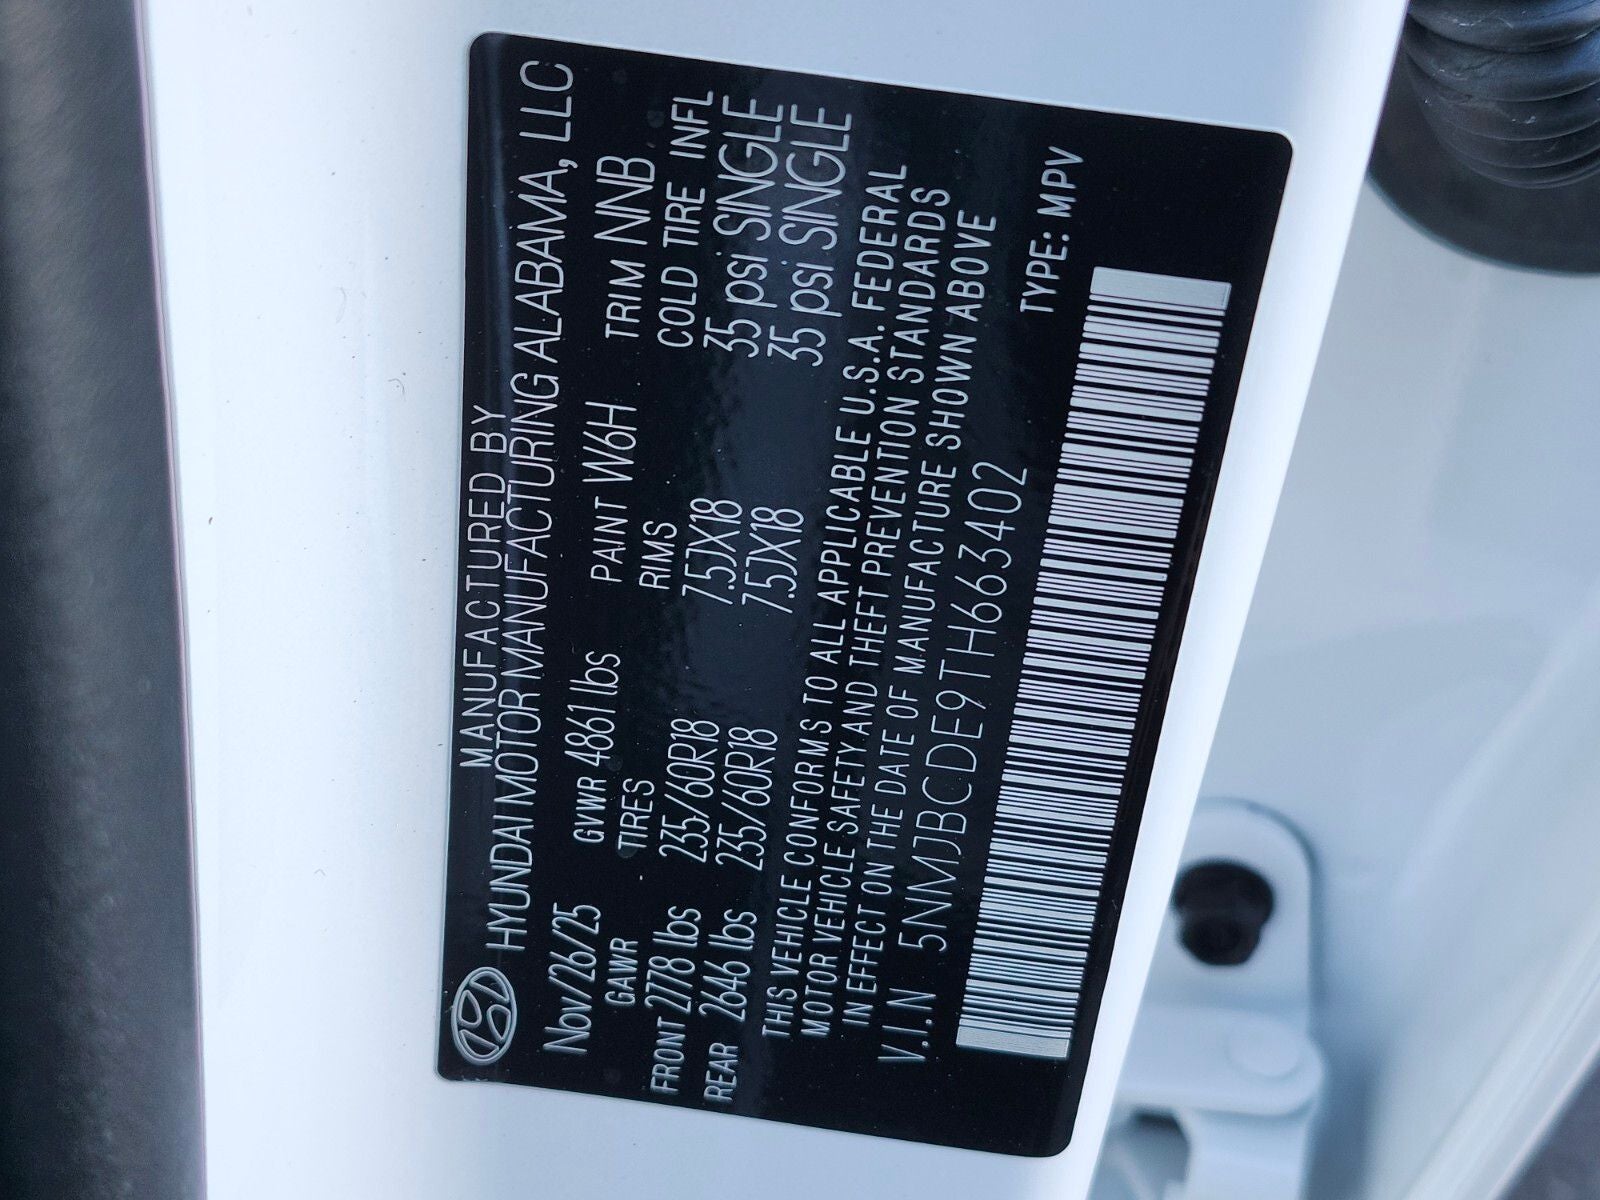 MANUFACTURED BY
HYUNDAI MOTOR MANUFACTURING ALABAMA, LLC
Nov/26/25 GVWR 4861 lbs PAINT W6H TRIM NNB
GAWR TIRES RIMS COLD TIRE INFL
FRONT 2778 lbs 235/60R18 7.5JX18 35 psi SINGLE
REAR 2646 lbs 235/60R18 7.5JX18 35 psi SINGLE
THIS VEHICLE CONFORMS TO ALL APPLICABLE U.S.A. FEDERAL
MOTOR VEHICLE SAFETY AND THEFT PREVENTION STANDARDS
IN EFFECT ON THE DATE OF MANUFACTURE SHOWN ABOVE
V.I.N 5NMJBCDE9TH663402 TYPE: MPV